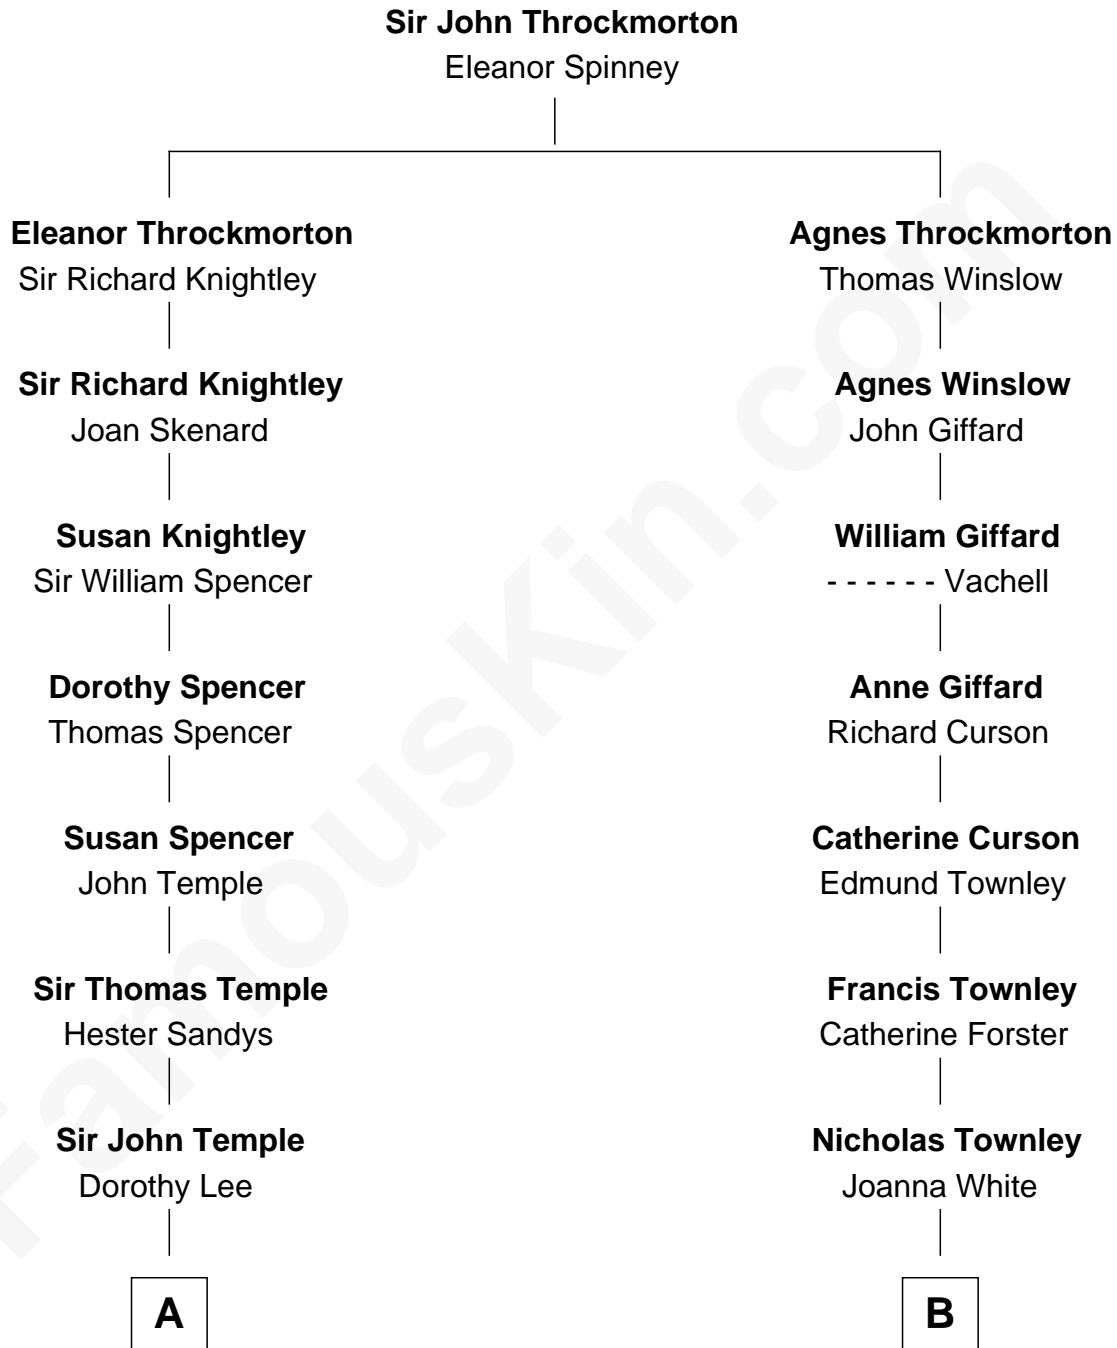 Sir John Throckmorton
Eleanor Spinney
Eleanor Throckmorton
Sir Richard Knightley
Agnes Throckmorton
Thomas Winslow
Sir Richard Knightley
Joan Skenard
Agnes Winslow
John Giffard
Susan Knightley
Sir William Spencer
William Giffard
- - - - - - Vachell
Dorothy Spencer
Thomas Spencer
Anne Giffard
Richard Curson
Susan Spencer
John Temple
Catherine Curson
Edmund Townley
Sir Thomas Temple
Hester Sandys
Francis Townley
Catherine Forster
Sir John Temple
Dorothy Lee
Nicholas Townley
Joanna White
A
B
FamousKin.com